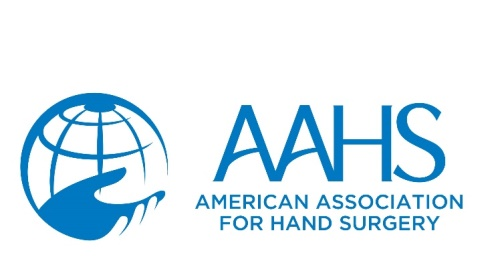 AAHS
AMERICAN ASSOCIATION
FOR HAND SURGERY